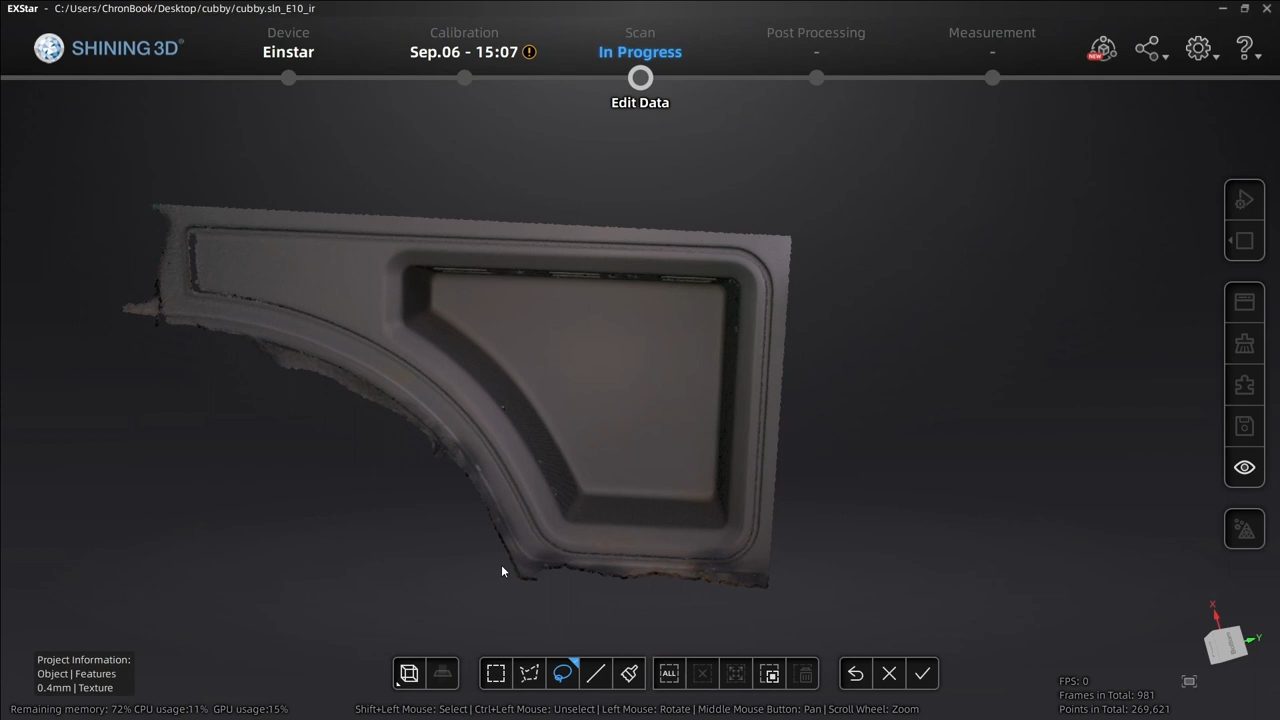 EXStar - C:/Users/ChronBook/Desktop/cubby/cubby.sln_E10_ir
SHINING 3D®
Device
Einstar
Calibration
Sep.06 - 15:07
Scan
In Progress
Post Processing
-
Measurement
-
NEW
Edit Data
X
Y
Project Information:
Object | Features
0.4mm | Texture
ALL
FPS: 0
Frames in Total: 981
Points in Total: 269,621
Remaining memory: 72% CPU usage:11% GPU usage:15%
Shift+Left Mouse: Select | Ctrl+Left Mouse: Unselect | Left Mouse: Rotate | Middle Mouse Button: Pan | Scroll Wheel: Zoom